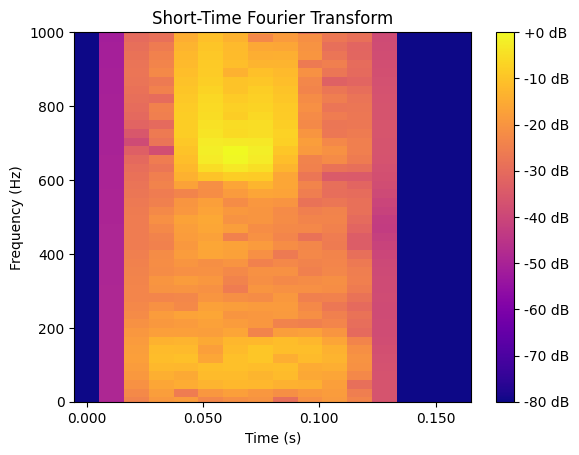 Short-Time Fourier Transform
1000
800
600
400
200
0
Frequency (Hz)
0.000
0.050
0.100
0.150
Time (s)
+0 dB
-10 dB
-20 dB
-30 dB
-40 dB
-50 dB
-60 dB
-70 dB
-80 dB